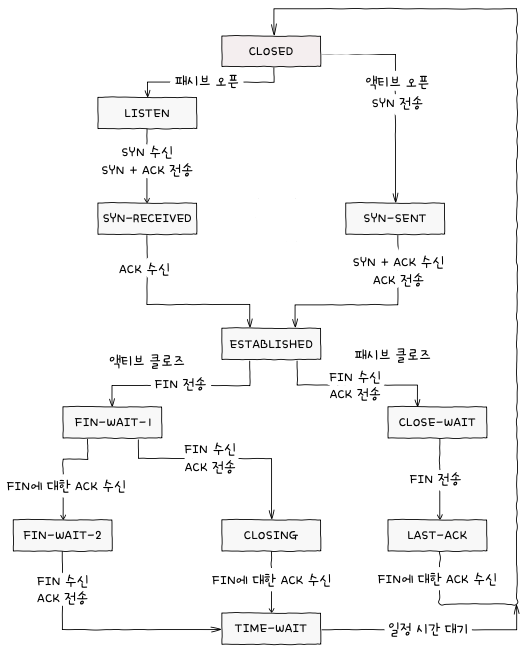 CLOSED
패시브 오픈
액티브 오픈
SYN 전송
LISTEN
SYN 수신
SYN + ACK 전송
SYN-RECEIVED
SYN-SENT
ACK 수신
SYN + ACK 수신
ACK 전송
ESTABLISHED
액티브 클로즈
패시브 클로즈
FIN 전송
FIN 수신
ACK 전송
FIN-WAIT-1
CLOSE-WAIT
FIN 수신
ACK 전송
FIN에 대한 ACK 수신
FIN 전송
FIN-WAIT-2
CLOSING
LAST-ACK
FIN 수신
ACK 전송
FIN에 대한 ACK 수신
FIN에 대한 ACK 수신
TIME-WAIT
일정 시간 대기